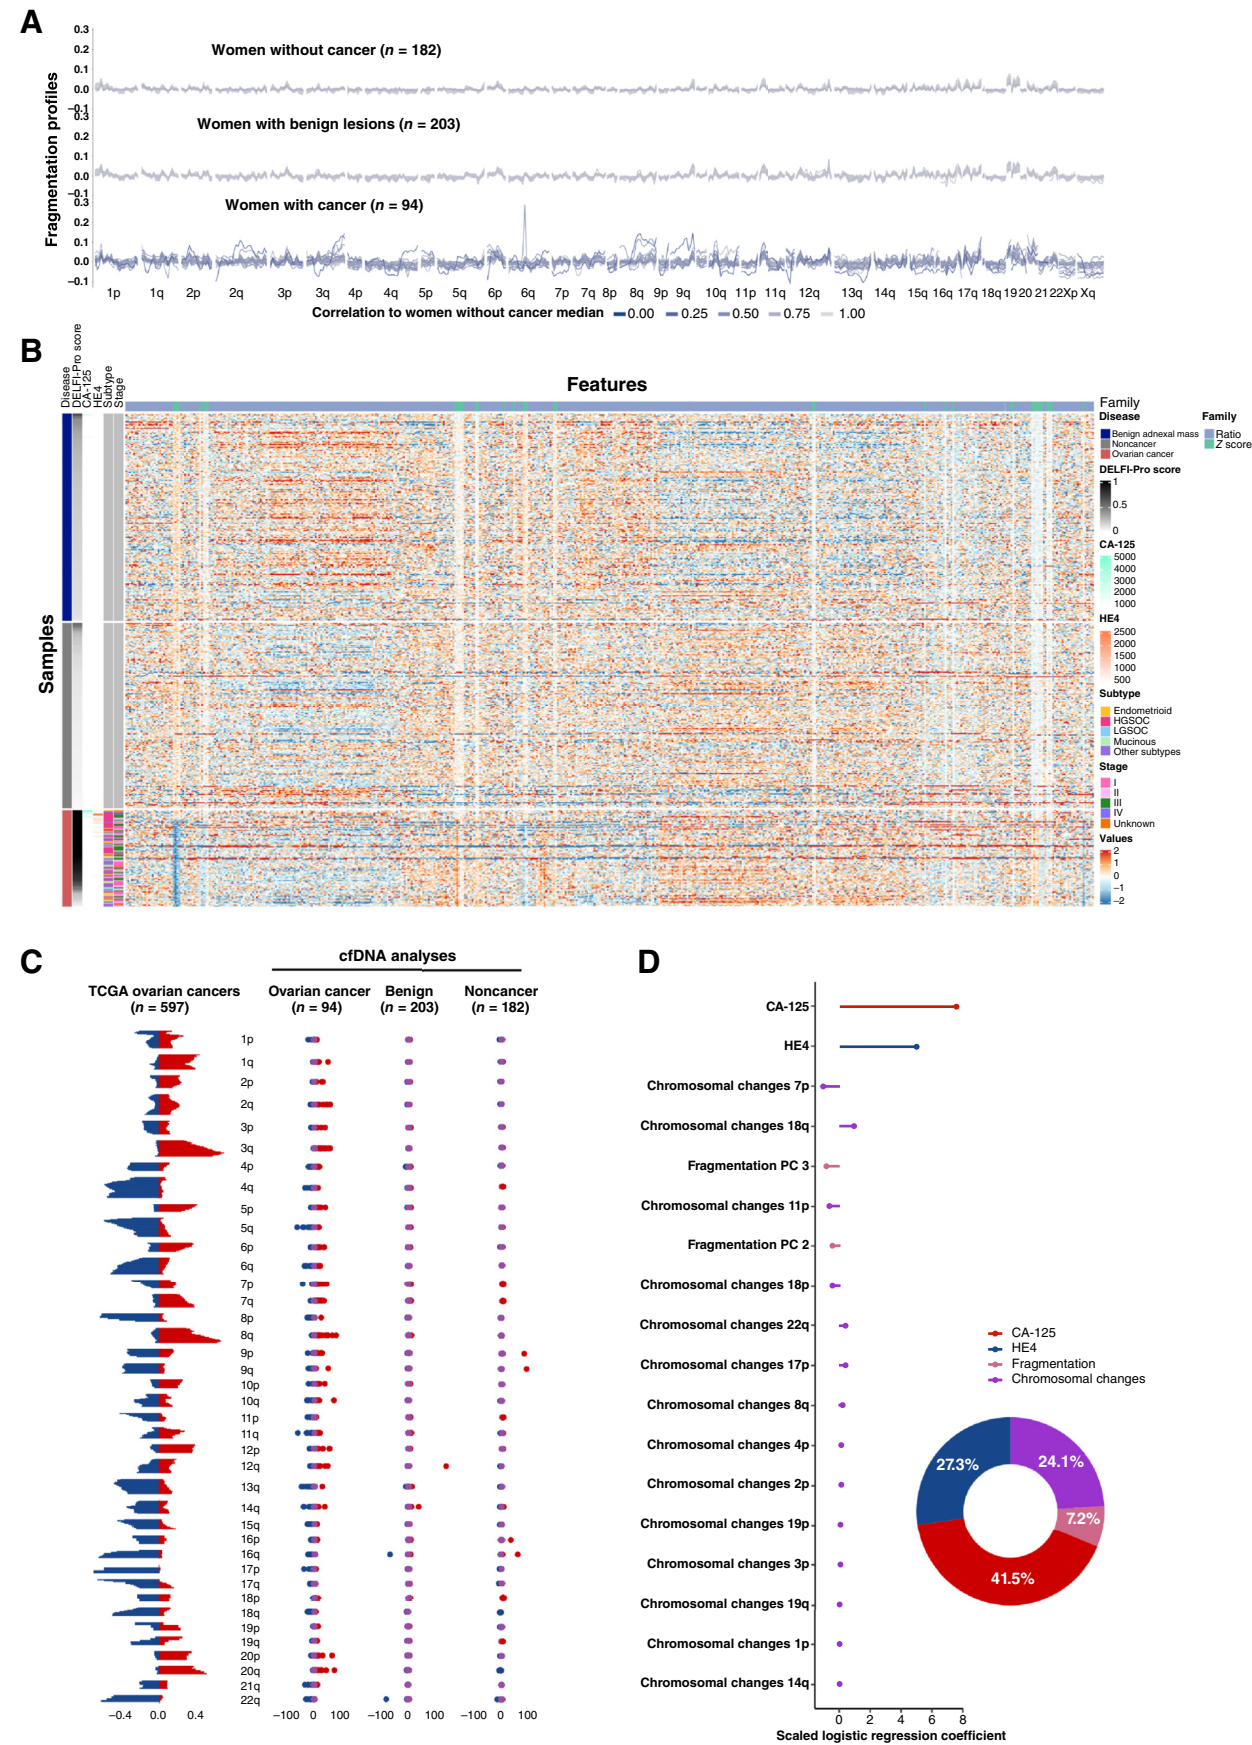 A
Fragmentation profiles
0.3
0.2
0.1
0.0
−0.1
Women without cancer (n = 182)
0.3
0.2
0.1
0.0
−0.1
Women with benign lesions (n = 203)
0.3
0.2
0.1
0.0
−0.1
Women with cancer (n = 94)
1p 1q 2p 2q 3p 3q 4p 4q 5p 5q 6p 6q 7p 7q 8p 8q 9p 9q 10q 11p 11q 12q 13q 14q 15q 16q 17q 18q 19 20 21 22 Xp Xq
Correlation to women without cancer median 0.00 0.25 0.50 0.75 1.00
B
Disease
DELFI-Pro score
CA-125
HE4
Subtype
Stage
Features
Samples
Family
Disease
Benign adnexal mass
Noncancer
Ovarian cancer
Family
Ratio
Z score
DELFI-Pro score
1
0.5
0
CA-125
5000
4000
3000
2000
1000
HE4
2500
2000
1500
1000
500
Subtype
Endometrioid
HGSOC
LGSOC
Mucinous
Other subtypes
Stage
I
II
III
IV
Unknown
Values
2
1
0
−1
−2
C
cfDNA analyses
TCGA ovarian cancers
(n = 597)
Ovarian cancer
(n = 94)
Benign
(n = 203)
Noncancer
(n = 182)
1p
1q
2p
2q
3p
3q
4p
4q
5p
5q
6p
6q
7p
7q
8p
8q
9p
9q
10p
10q
11p
11q
12p
12q
13q
14q
15q
16p
16q
17p
17q
18p
18q
19p
19q
20p
20q
21q
22q
−0.4 0.0 0.4
−100 0 100
−100 0 100
−100 0 100
D
CA-125
HE4
Chromosomal changes 7p
Chromosomal changes 18q
Fragmentation PC 3
Chromosomal changes 11p
Fragmentation PC 2
Chromosomal changes 18p
Chromosomal changes 22q
Chromosomal changes 17p
Chromosomal changes 8q
Chromosomal changes 4p
Chromosomal changes 2p
Chromosomal changes 19p
Chromosomal changes 3p
Chromosomal changes 19q
Chromosomal changes 1p
Chromosomal changes 14q
0 2 4 6 8
Scaled logistic regression coefficient
CA-125
HE4
Fragmentation
Chromosomal changes
27.3%
24.1%
7.2%
41.5%